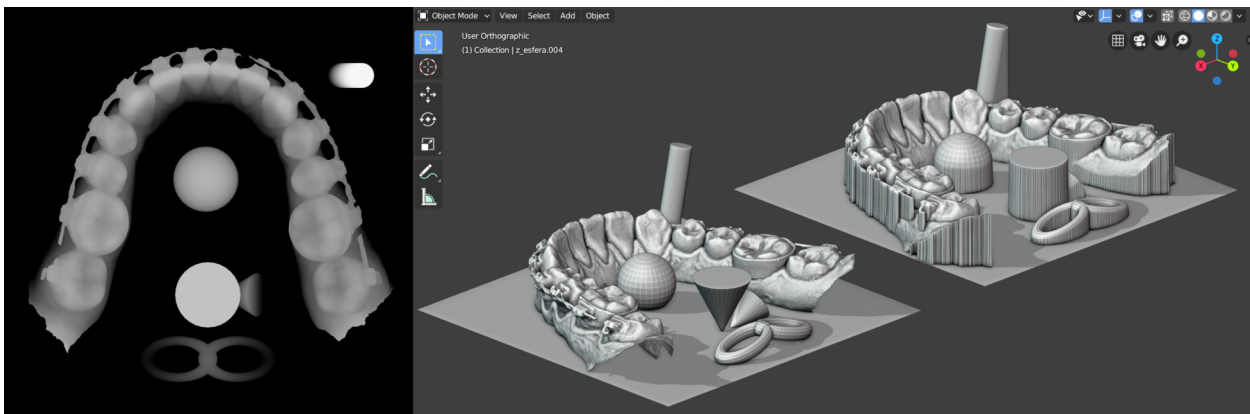 Object Mode View Select Add Object
User Orthographic
(1) Collection | z_esfera.004
Z
X
Y